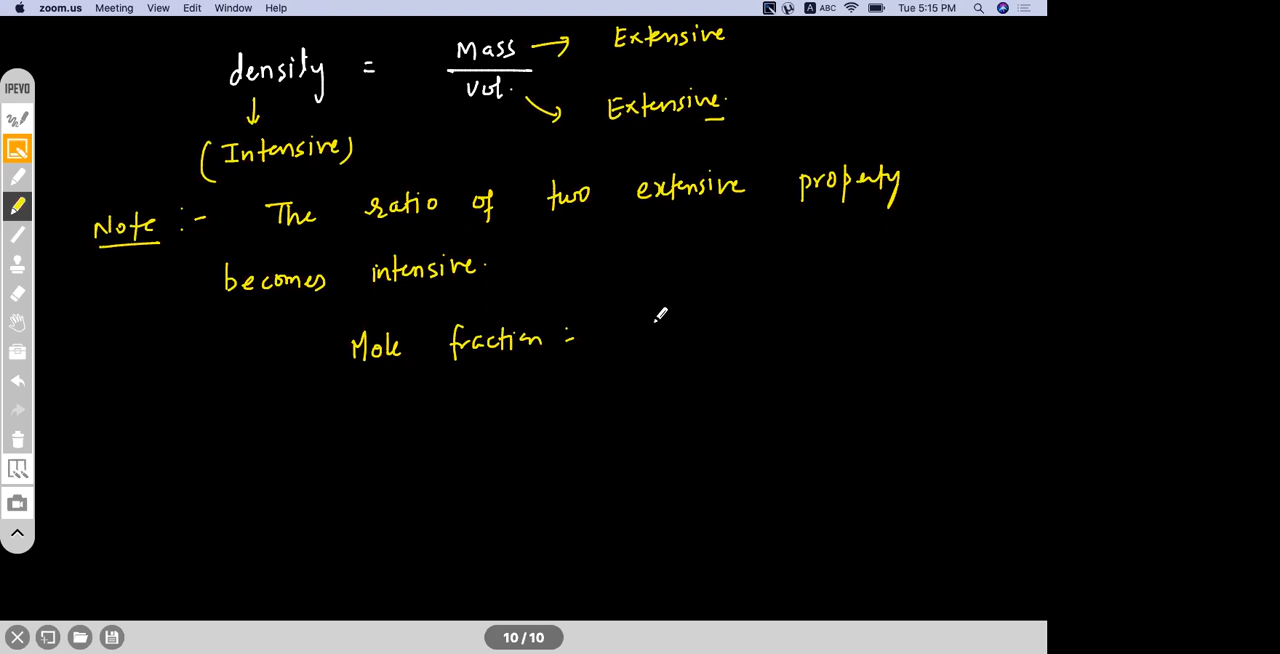 zoom.us Meeting View Edit Window Help ABC Tue 5:15 PM
IPEVO
density = Mass → Extensive
vol. → Extensive.
↓
(Intensive)
Note :- The ratio of two extensive property
becomes intensive.
Mole fraction =
10/10